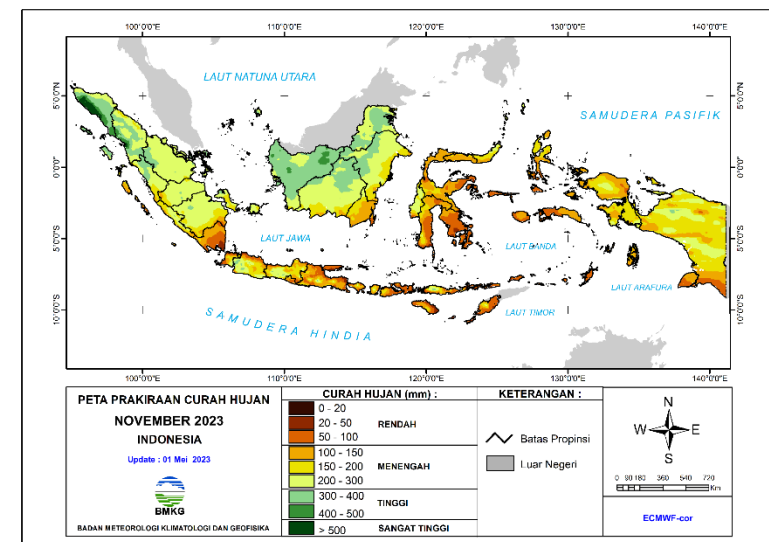 100°0'0"E 110°0'0"E 120°0'0"E 130°0'0"E 140°0'0"E
5°0'0"N
0°0'0"
5°0'0"S
10°0'0"S
5°0'0"N
0°0'0"
5°0'0"S
10°0'0"S
LAUT NATUNA UTARA
SAMUDERA PASIFIK
LAUT JAWA
LAUT BANDA
LAUT ARAFURA
LAUT TIMOR
SAMUDERA HINDIA
100°0'0"E 110°0'0"E 120°0'0"E 130°0'0"E 140°0'0"E
PETA PRAKIRAAN CURAH HUJAN
NOVEMBER 2023
INDONESIA
Update : 01 Mei 2023
BMKG
BADAN METEOROLOGI KLIMATOLOGI DAN GEOFISIKA
CURAH HUJAN (mm) :
0 - 20
20 - 50 RENDAH
50 - 100
100 - 150
150 - 200 MENENGAH
200 - 300
300 - 400
TINGGI
400 - 500
> 500 SANGAT TINGGI
KETERANGAN :
Batas Propinsi
Luar Negeri
N
W E
S
0 90 180 360 540 720
Km
ECMWF-cor